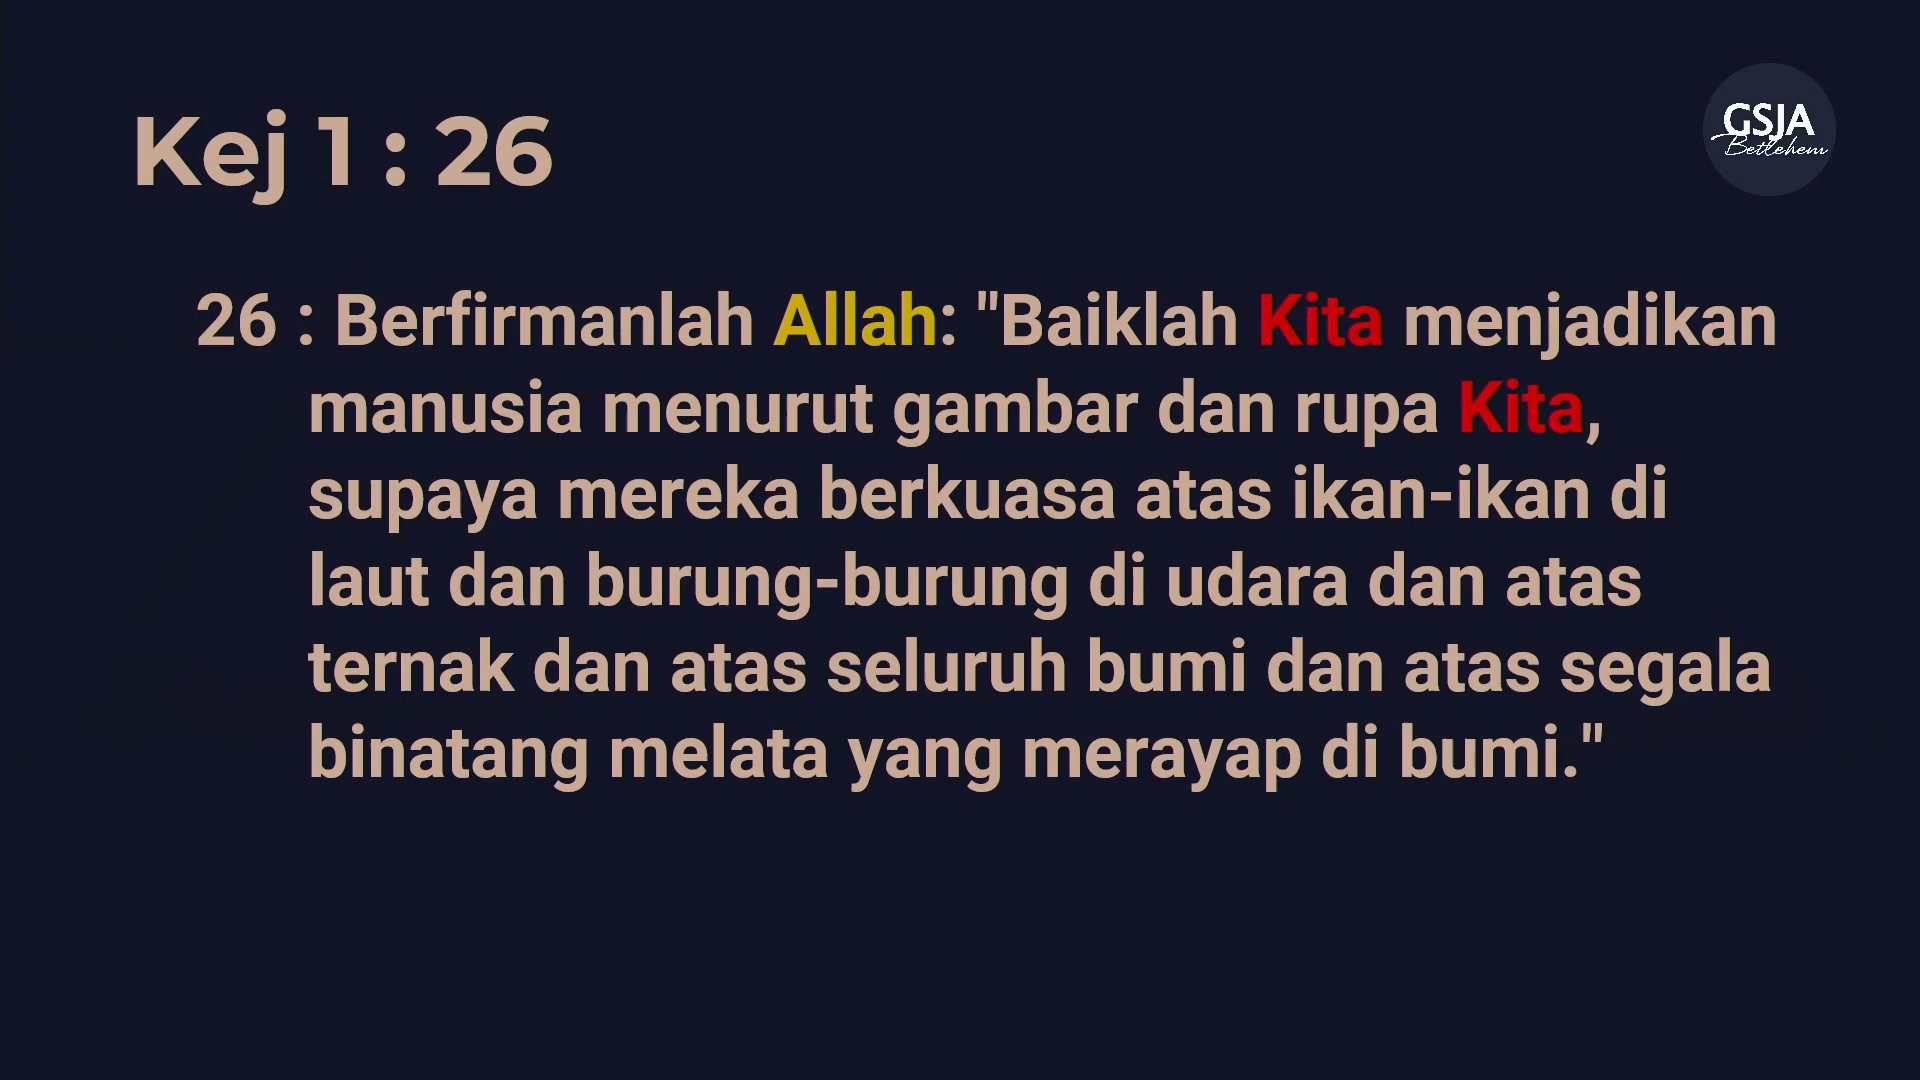 Kej 1 : 26
GSJA
Betlehem
26 : Berfirmanlah Allah: "Baiklah Kita menjadikan
manusia menurut gambar dan rupa Kita,
supaya mereka berkuasa atas ikan-ikan di
laut dan burung-burung di udara dan atas
ternak dan atas seluruh bumi dan atas segala
binatang melata yang merayap di bumi."